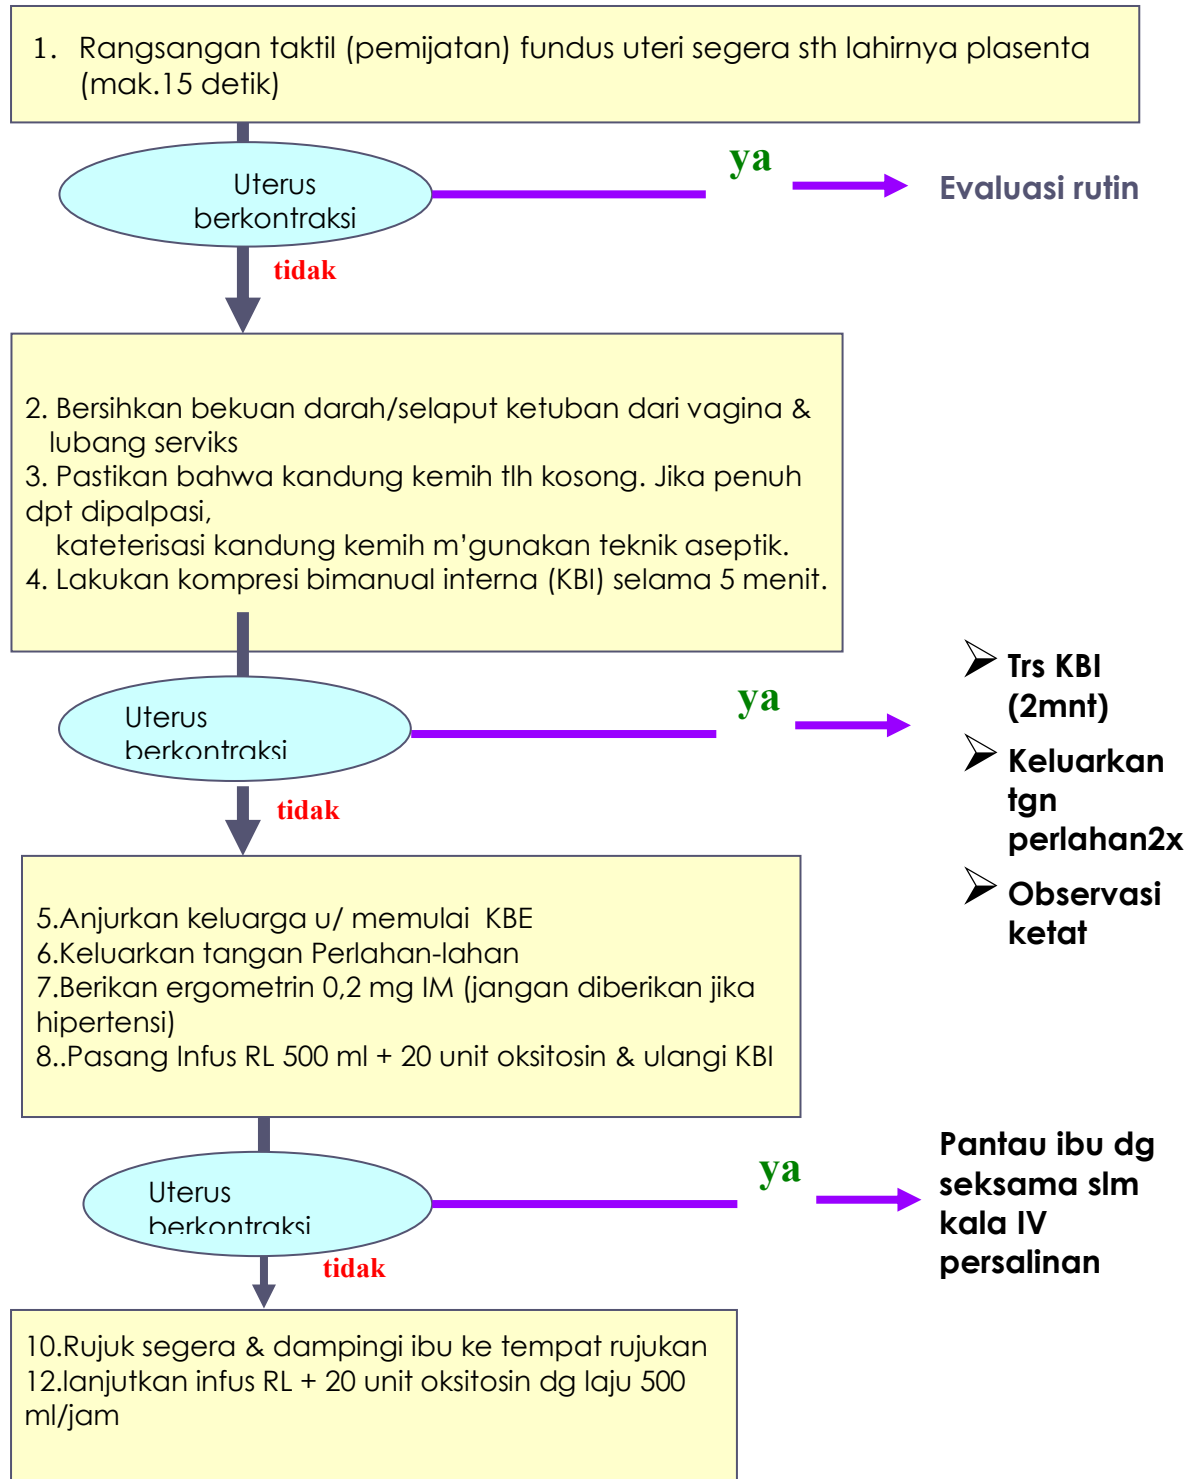 1. Rangsangan taktil (pemijatan) fundus uteri segera sth lahirnya plasenta
(mak.15 detik)
Uterus
berkontraksi
ya
Evaluasi rutin
tidak
2. Bersihkan bekuan darah/selaput ketuban dari vagina &
lubang serviks
3. Pastikan bahwa kandung kemih tlh kosong. Jika penuh
dpt dipalpasi,
kateterisasi kandung kemih m’gunakan teknik aseptik.
4. Lakukan kompresi bimanual interna (KBI) selama 5 menit.
Uterus
berkontraksi
ya
➢ Trs KBI
(2mnt)
➢ Keluarkan
tgn
perlahan2x
➢ Observasi
ketat
tidak
5.Anjurkan keluarga u/ memulai KBE
6.Keluarkan tangan Perlahan-lahan
7.Berikan ergometrin 0,2 mg IM (jangan diberikan jika
hipertensi)
8..Pasang Infus RL 500 ml + 20 unit oksitosin & ulangi KBI
Uterus
berkontraksi
ya
Pantau ibu dg
seksama slm
kala IV
persalinan
tidak
10.Rujuk segera & dampingi ibu ke tempat rujukan
12.lanjutkan infus RL + 20 unit oksitosin dg laju 500
ml/jam